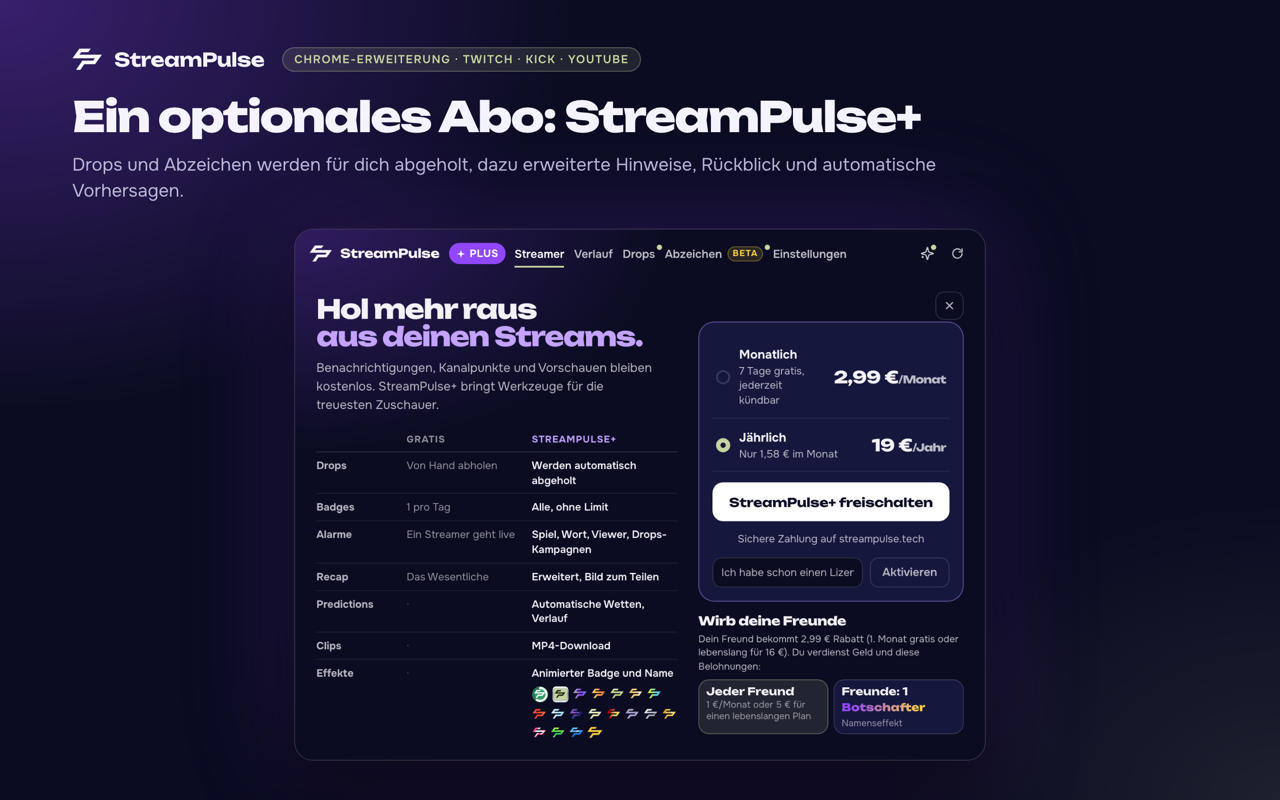 StreamPulse
CHROME-ERWEITERUNG · TWITCH · KICK · YOUTUBE
Ein optionales Abo: StreamPulse+
Drops und Abzeichen werden für dich abgeholt, dazu erweiterte Hinweise, Rückblick und automatische
Vorhersagen.
StreamPulse
+ PLUS
Streamer
Verlauf
Drops
Abzeichen
BETA
Einstellungen
Hol mehr raus
aus deinen Streams.
Benachrichtigungen, Kanalpunkte und Vorschauen bleiben
kostenlos. StreamPulse+ bringt Werkzeuge für die
treuesten Zuschauer.
GRATIS
STREAMPULSE+
Drops
Von Hand abholen
Werden automatisch
abgeholt
Badges
1 pro Tag
Alle, ohne Limit
Alarme
Ein Streamer geht live
Spiel, Wort, Viewer, Drops-
Kampagnen
Recap
Das Wesentliche
Erweitert, Bild zum Teilen
Predictions
·
Automatische Wetten,
Verlauf
Clips
·
MP4-Download
Effekte
·
Animierter Badge und Name
Monatlich
7 Tage gratis,
jederzeit
kündbar
2,99 €/Monat
Jährlich
Nur 1,58 € im Monat
19 €/Jahr
StreamPulse+ freischalten
Sichere Zahlung auf streampulse.tech
Ich habe schon einen Lizer
Aktivieren
Wirb deine Freunde
Dein Freund bekommt 2,99 € Rabatt (1. Monat gratis oder
lebenslang für 16 €). Du verdienst Geld und diese
Belohnungen:
Jeder Freund
1 €/Monat oder 5 € für
einen lebenslangen Plan
Freunde: 1
Botschafter
Namenseffekt